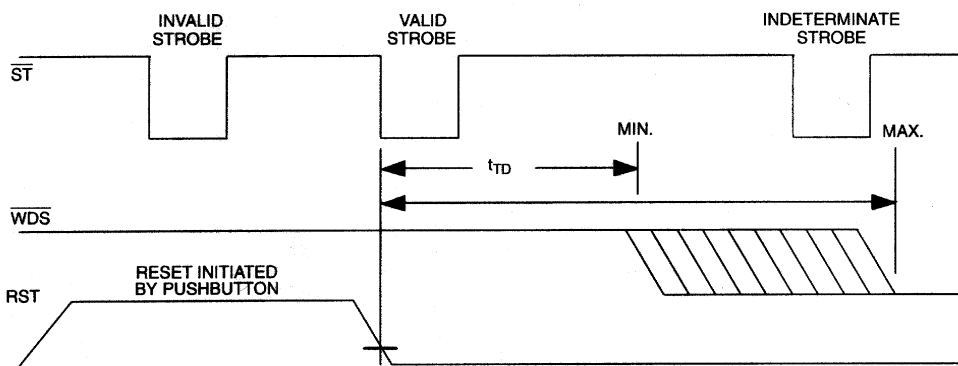 INVALID
STROBE
VALID
STROBE
INDETERMINATE
STROBE
ST
MIN.
MAX.
tTD
WDS
RESET INITIATED
BY PUSHBUTTON
RST